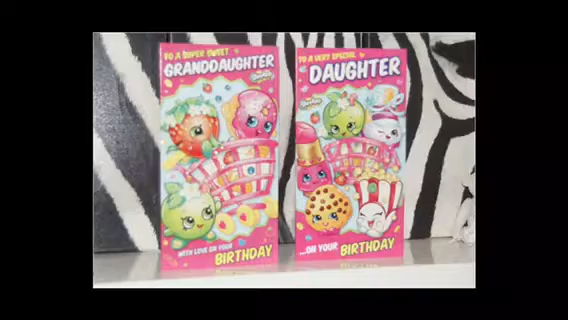 TO A SUPER SWEET
GRANDDAUGHTER
WITH LOVE ON YOUR
BIRTHDAY
TO A VERY SPECIAL
DAUGHTER
...ON YOUR BIRTHDAY